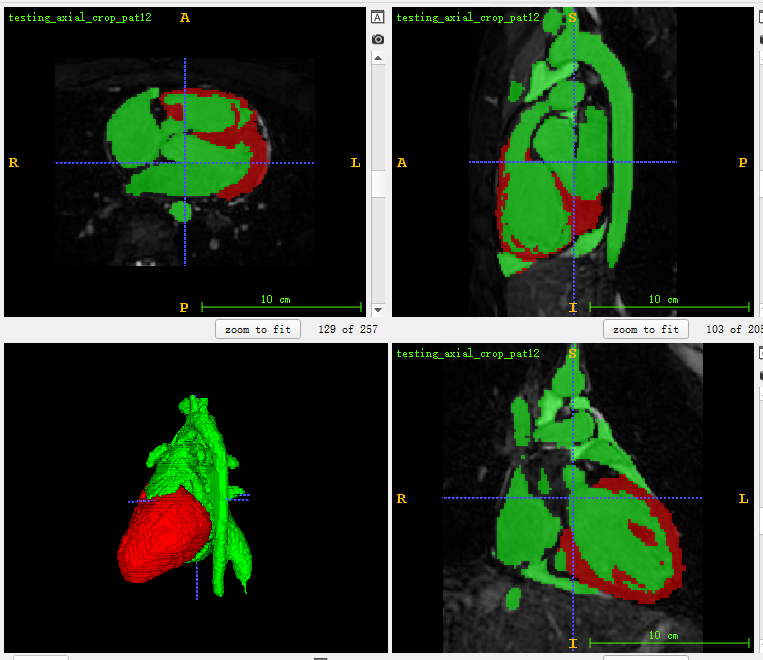 testing_axial_crop_pat12
A
A
R
L
P
10 cm
zoom to fit
129 of 257
testing_axial_crop_pat12
S
A
P
I
10 cm
zoom to fit
103 of 205
testing_axial_crop_pat12
S
R
L
I
10 cm